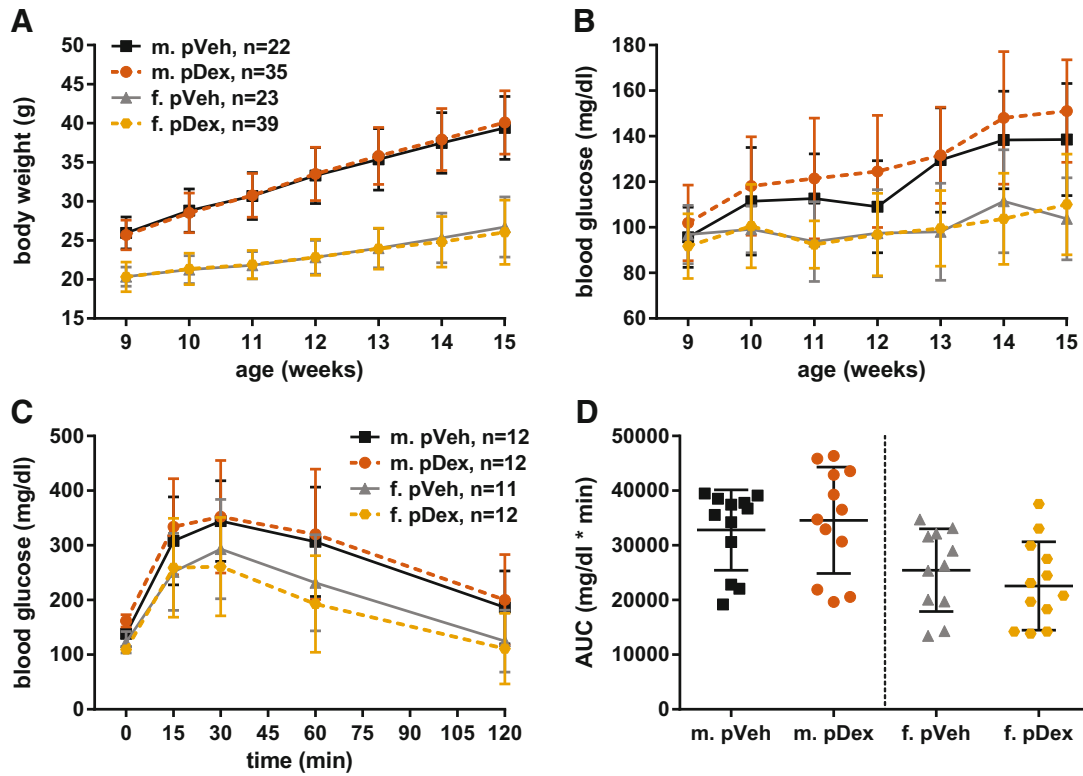 A
m. pVeh, n=22
m. pDex, n=35
f. pVeh, n=23
f. pDex, n=39
body weight (g)
50
45
40
35
30
25
20
15
9 10 11 12 13 14 15
age (weeks)
B
blood glucose (mg/dl)
180
160
140
120
100
80
60
9 10 11 12 13 14 15
age (weeks)
C
m. pVeh, n=12
m. pDex, n=12
f. pVeh, n=11
f. pDex, n=12
blood glucose (mg/dl)
500
400
300
200
100
0
0 15 30 45 60 75 90 105 120
time (min)
D
AUC (mg/dl * min)
50000
40000
30000
20000
10000
0
m. pVeh m. pDex f. pVeh f. pDex